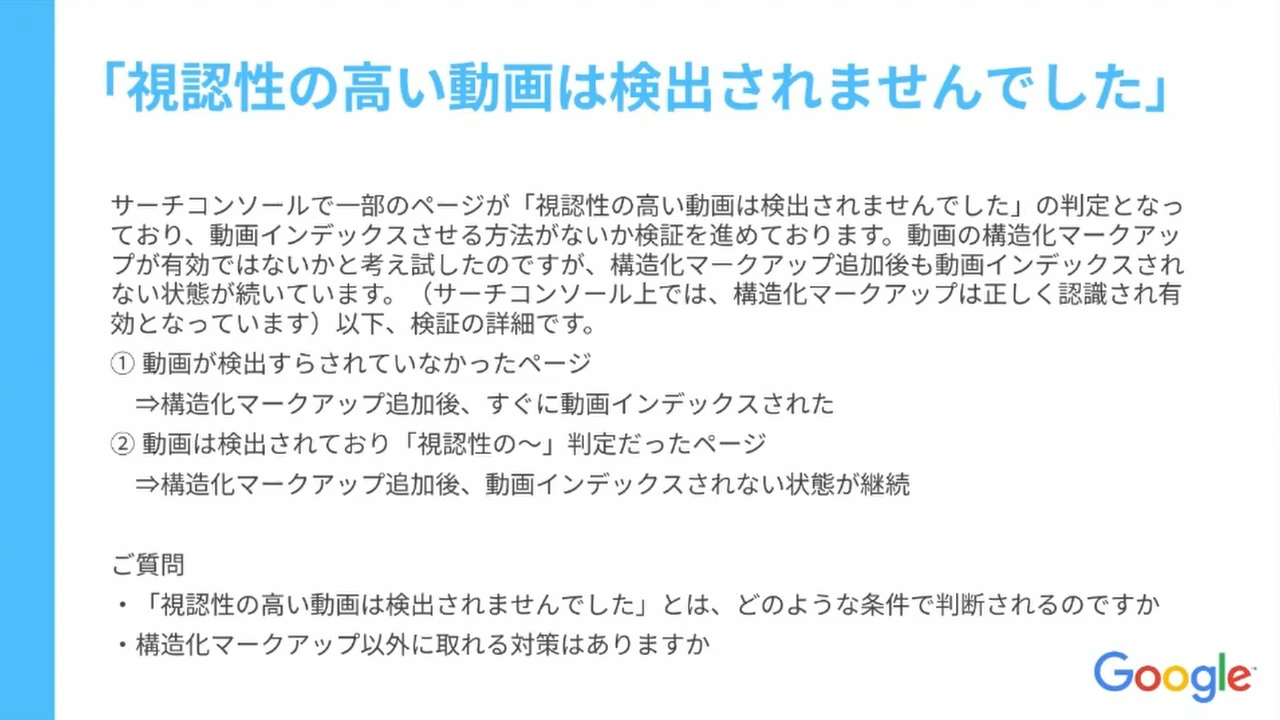 「視認性の高い動画は検出されませんでした」
サーチコンソールで一部のページが「視認性の高い動画は検出されませんでした」の判定となっ
ており、動画インデックスさせる方法がないか検証を進めております。動画の構造化マークアッ
プが有効ではないかと考え試したのですが、構造化マークアップ追加後も動画インデックスされ
ない状態が続いています。（サーチコンソール上では、構造化マークアップは正しく認識され有
効となっています）以下、検証の詳細です。
① 動画が検出すらされていなかったページ
⇒構造化マークアップ追加後、すぐに動画インデックスされた
② 動画は検出されており「視認性の～」判定だったページ
⇒構造化マークアップ追加後、動画インデックスされない状態が継続
ご質問
・「視認性の高い動画は検出されませんでした」とは、どのような条件で判断されるのですか
・構造化マークアップ以外に取れる対策はありますか
Google